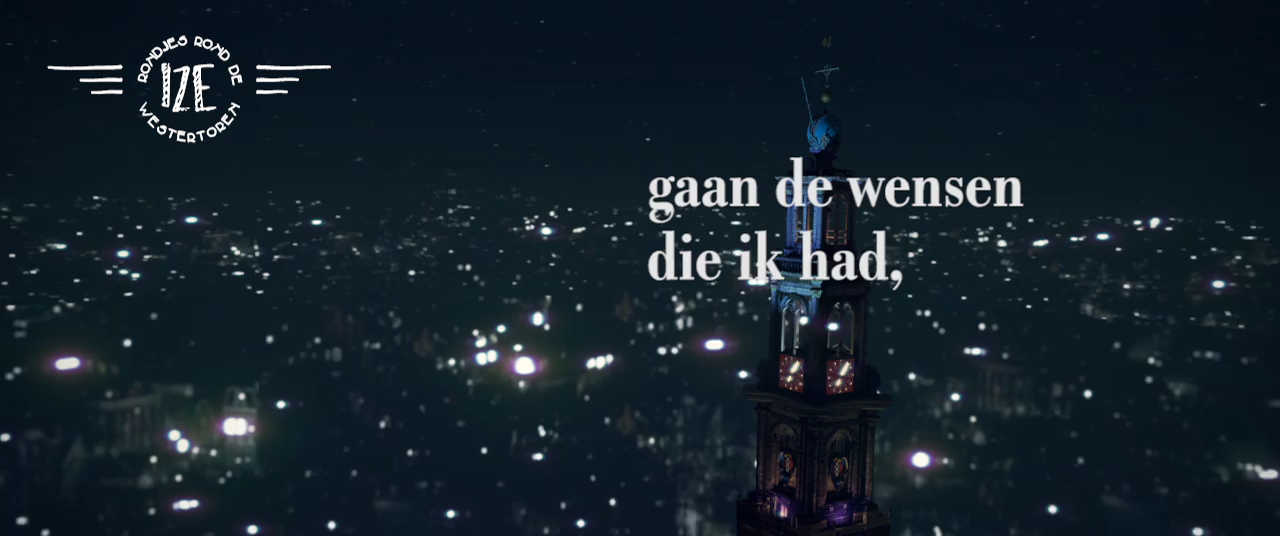 RONDJES ROND DE
IZE
WESTERTOREN
gaan de wensen
die ik had,